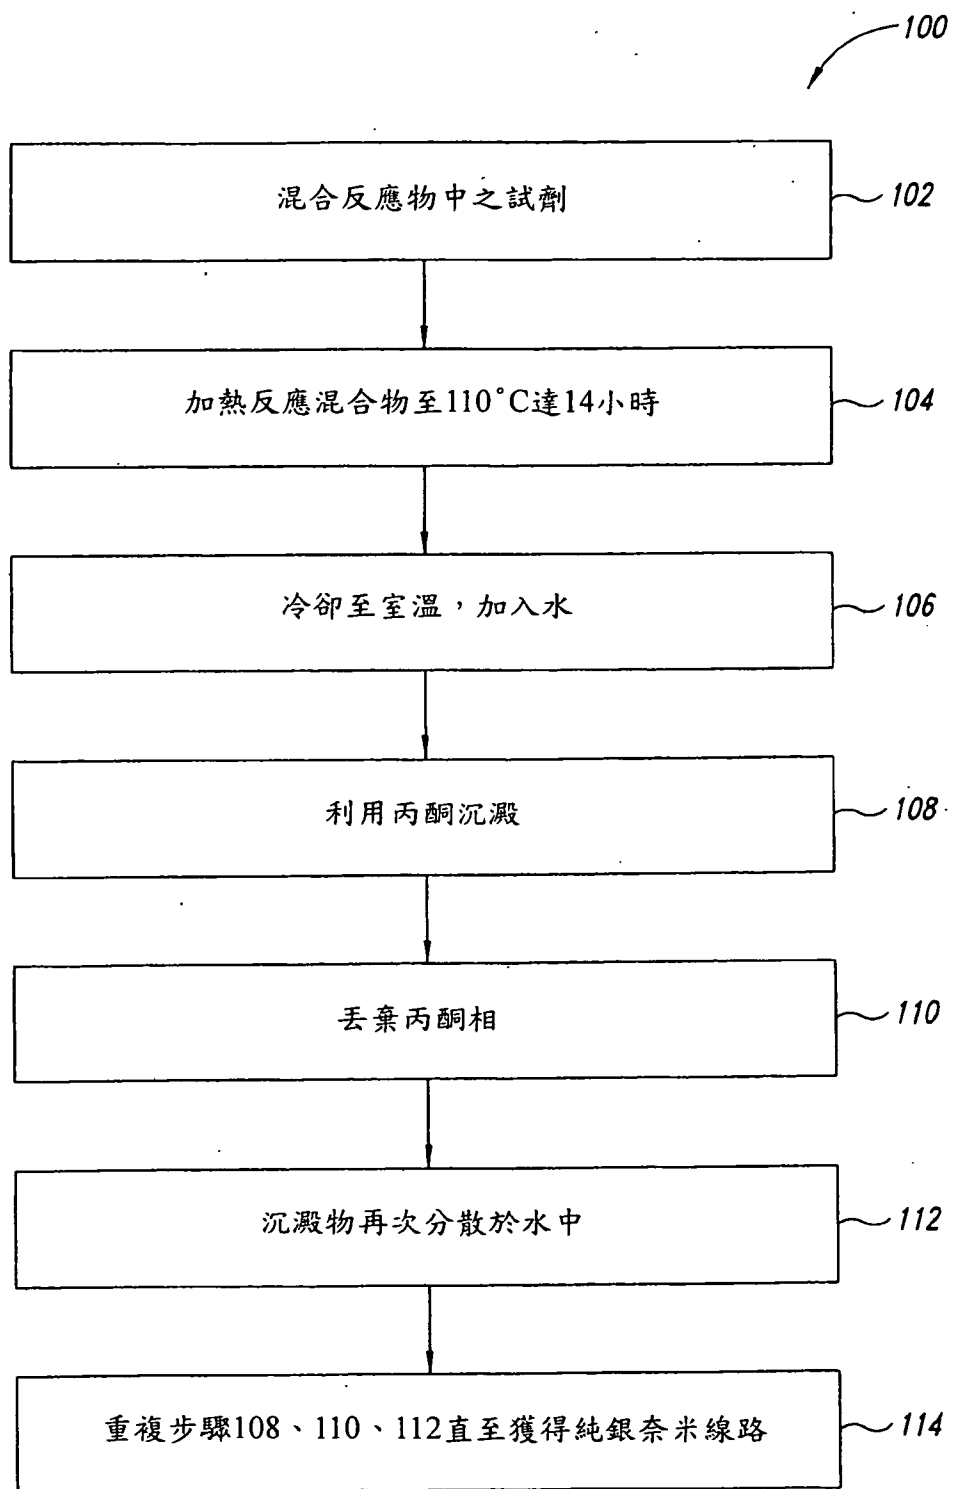 100
混合反應物中之試劑
102
加熱反應混合物至110°C達14小時
104
冷卻至室溫，加入水
106
利用丙酮沉澱
108
丟棄丙酮相
110
沉澱物再次分散於水中
112
重複步驟108、110、112直至獲得純銀奈米線路
114